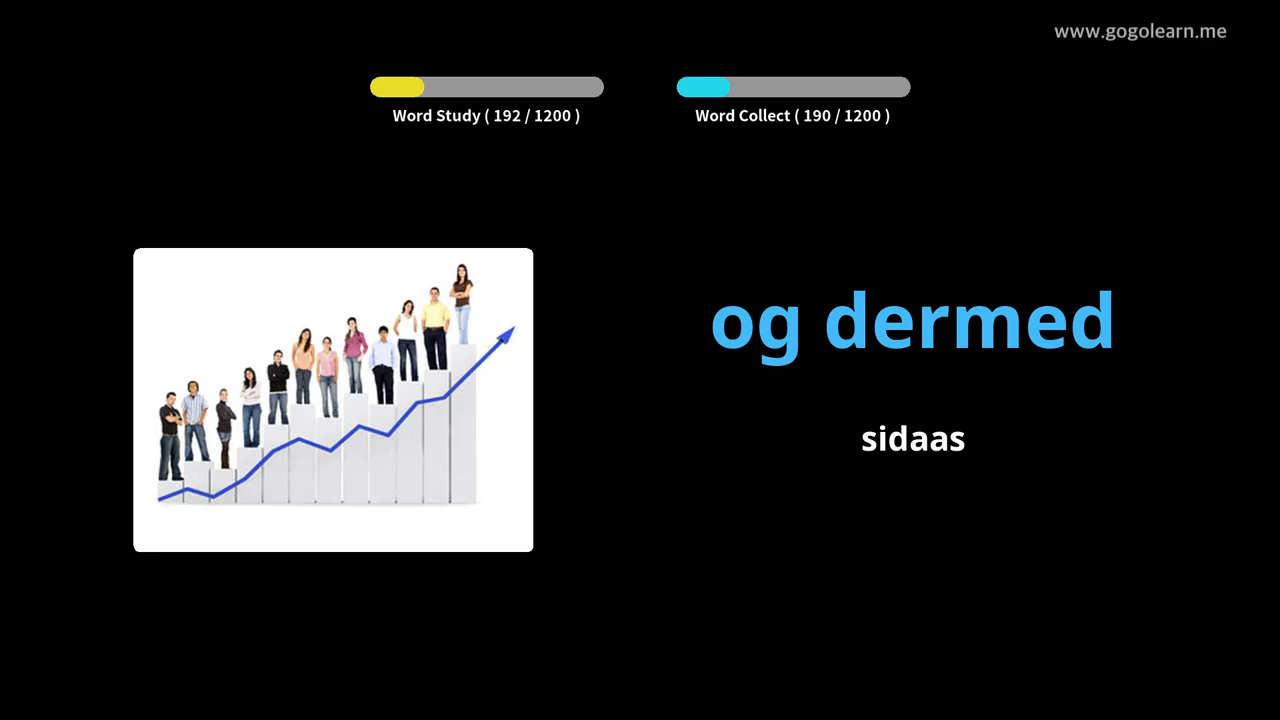 www.gogolearn.me
Word Study ( 192 / 1200 )
Word Collect ( 190 / 1200 )
og dermed
sidaas